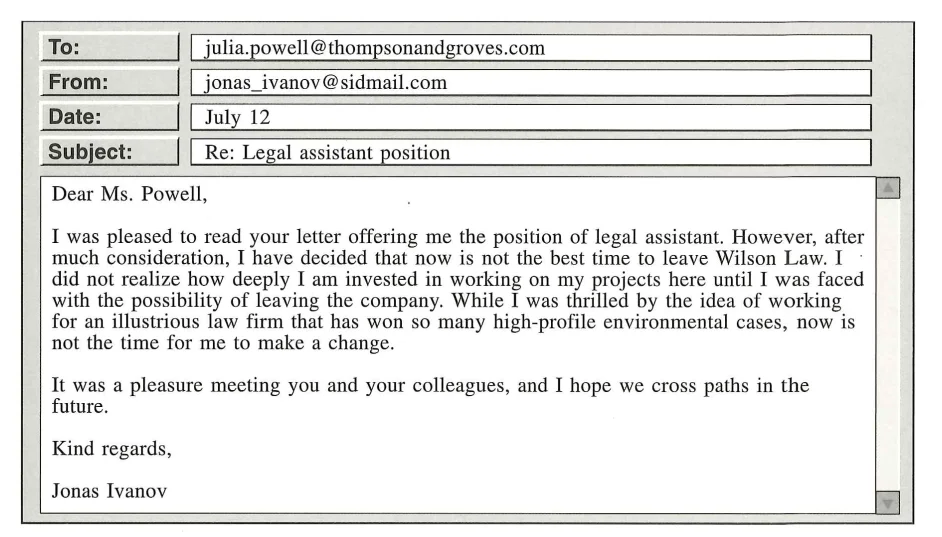 To: julia.powell@thompsonandgroves.com
From: jonas_ivanov@sidmail.com
Date: July 12
Subject: Re: Legal assistant position
Dear Ms. Powell,
I was pleased to read your letter offering me the position of legal assistant. However, after
much consideration, I have decided that now is not the best time to leave Wilson Law. I
did not realize how deeply I am invested in working on my projects here until I was faced
with the possibility of leaving the company. While I was thrilled by the idea of working
for an illustrious law firm that has won so many high-profile environmental cases, now is
not the time for me to make a change.
It was a pleasure meeting you and your colleagues, and I hope we cross paths in the
future.
Kind regards,
Jonas Ivanov